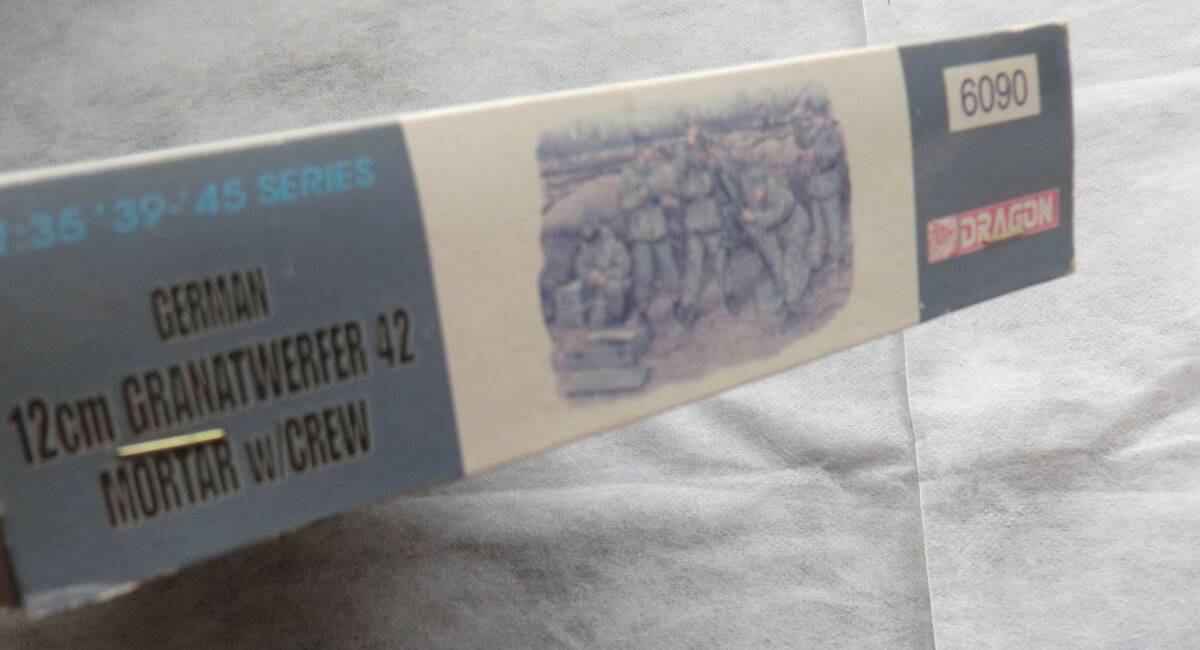 1:35 '39-'45 SERIES
GERMAN
12cm GRANATWERFER 42
MORTAR w/CREW
6090
DRAGON